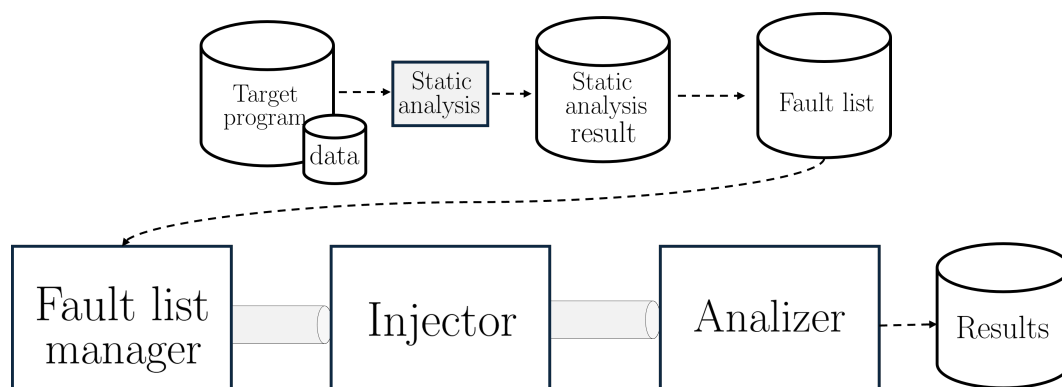 Target
program
data
Static
analysis
Static
analysis
result
Fault list
Fault list
manager
Injector
Analizer
Results